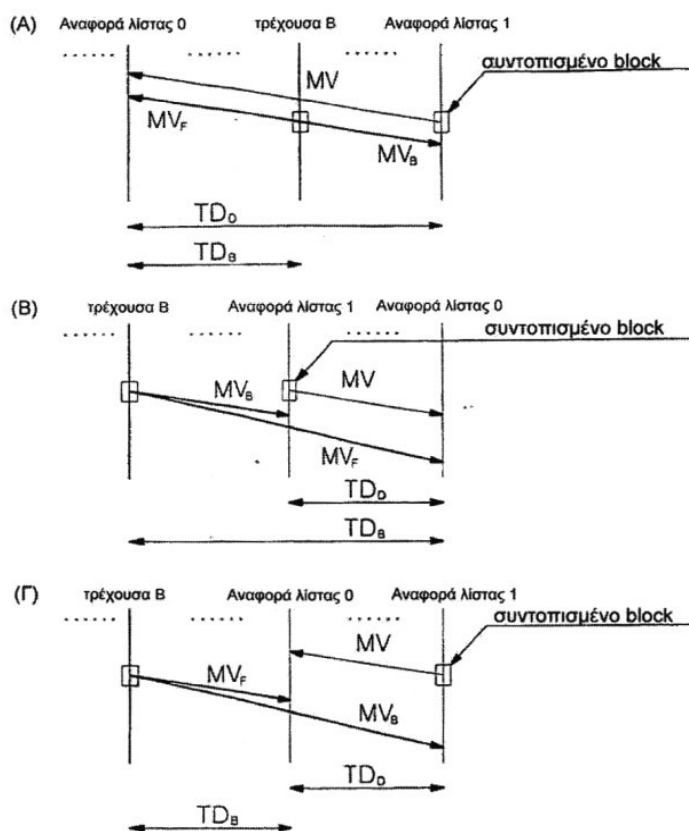 (Α) Αναφορά λίστας 0 τρέχουσα Β Αναφορά λίστας 1
συντοπισμένο block
MV
MV_F
MV_B
TD_D
TD_B
(Β) τρέχουσα Β Αναφορά λίστας 1 Αναφορά λίστας 0
συντοπισμένο block
MV_B
MV
MV_F
TD_D
TD_B
(Γ) τρέχουσα Β Αναφορά λίστας 0 Αναφορά λίστας 1
συντοπισμένο block
MV
MV_F
MV_B
TD_D
TD_B